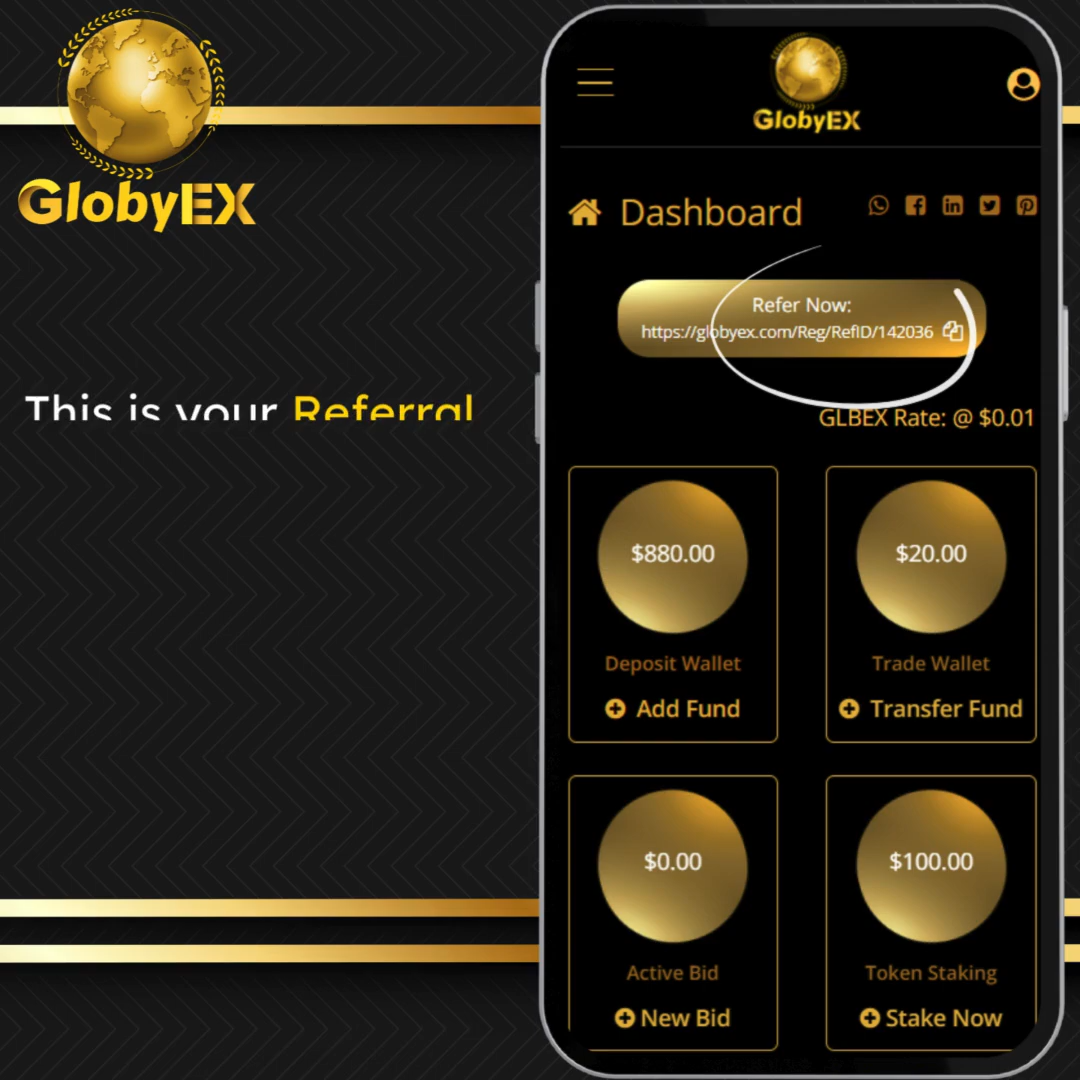 GlobyEX
This is your Referral
GlobyEX
Dashboard
Refer Now:
https://globyex.com/Reg/RefID/142036
GLBEX Rate: @ $0.01
$880.00
Deposit Wallet
Add Fund
$20.00
Trade Wallet
Transfer Fund
$0.00
Active Bid
New Bid
$100.00
Token Staking
Stake Now